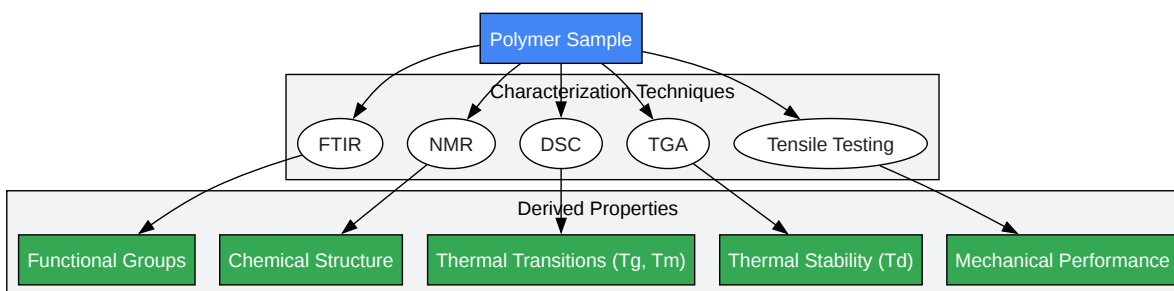 Polymer Sample
Characterization Techniques
FTIR
NMR
DSC
TGA
Tensile Testing
Derived Properties
Functional Groups
Chemical Structure
Thermal Transitions (Tg, Tm)
Thermal Stability (Td)
Mechanical Performance